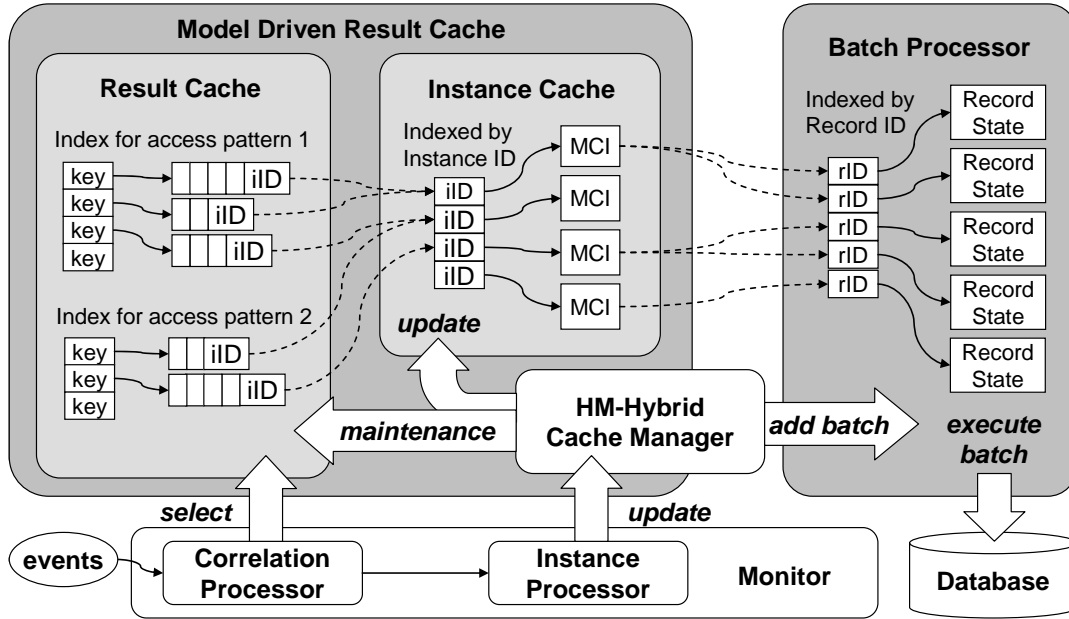 Model Driven Result Cache
Result Cache
Index for access pattern 1
key
key
key
key
iID
iID
iID
Index for access pattern 2
key
key
key
iID
iID
Instance Cache
Indexed by
Instance ID
iID
iID
iID
iID
MCI
MCI
MCI
MCI
update
Batch Processor
Indexed by
Record ID
rID
rID
rID
rID
rID
Record
State
Record
State
Record
State
Record
State
Record
State
HM-Hybrid
Cache Manager
maintenance
add batch
execute
batch
select
update
events
Correlation
Processor
Instance
Processor
Monitor
Database